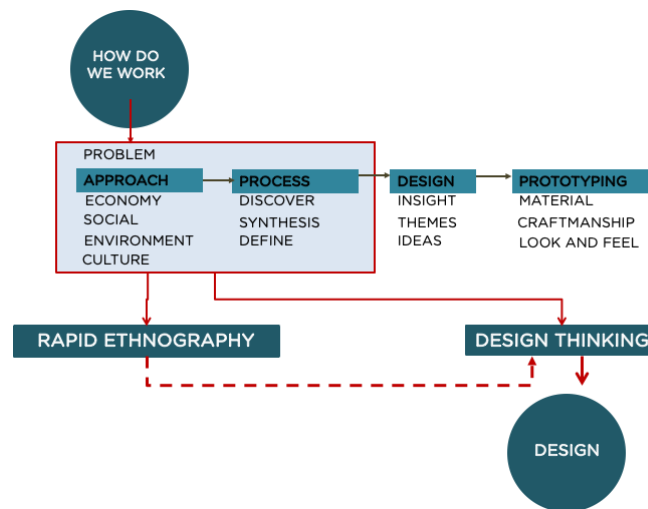 HOW DO
WE WORK
PROBLEM
APPROACH
ECONOMY
SOCIAL
ENVIRONMENT
CULTURE
PROCESS
DISCOVER
SYNTHESIS
DEFINE
DESIGN
INSIGHT
THEMES
IDEAS
PROTOTYPING
MATERIAL
CRAFTMANSHIP
LOOK AND FEEL
RAPID ETHNOGRAPHY
DESIGN THINKING
DESIGN